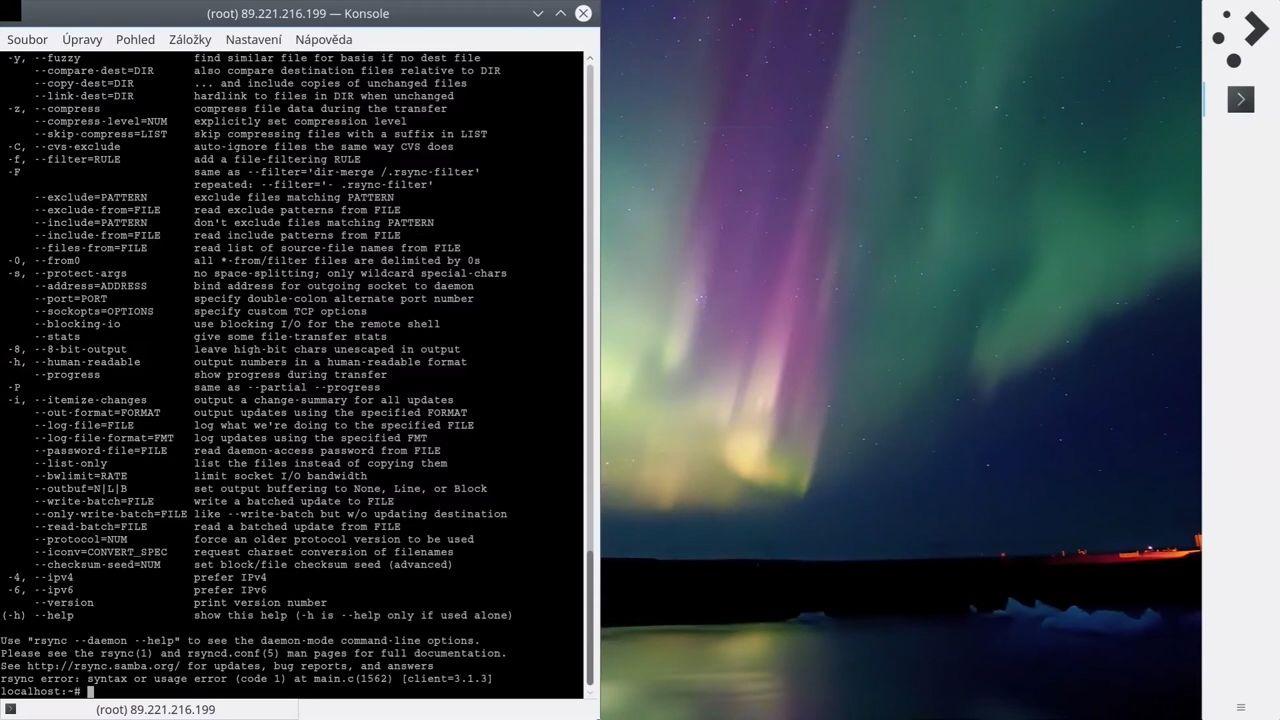 (root) 89.221.216.199 — Konsole
Soubor Úpravy Pohled Záložky Nastavení Nápověda
-y, --fuzzy find similar file for basis if no dest file
--compare-dest=DIR also compare destination files relative to DIR
--copy-dest=DIR ... and include copies of unchanged files
--link-dest=DIR hardlink to files in DIR when unchanged
-z, --compress compress file data during the transfer
--compress-level=NUM explicitly set compression level
--skip-compress=LIST skip compressing files with a suffix in LIST
-C, --cvs-exclude auto-ignore files the same way CVS does
-f, --filter=RULE add a file-filtering RULE
-F same as --filter='dir-merge /.rsync-filter'
repeated: --filter='- .rsync-filter'
--exclude=PATTERN exclude files matching PATTERN
--exclude-from=FILE read exclude patterns from FILE
--include=PATTERN don't exclude files matching PATTERN
--include-from=FILE read include patterns from FILE
--files-from=FILE read list of source-file names from FILE
-0, --from0 all *-from/filter files are delimited by 0s
-s, --protect-args no space-splitting; only wildcard special-chars
--address=ADDRESS bind address for outgoing socket to daemon
--port=PORT specify double-colon alternate port number
--sockopts=OPTIONS specify custom TCP options
--blocking-io use blocking I/O for the remote shell
--stats give some file-transfer stats
-8, --8-bit-output leave high-bit chars unescaped in output
-h, --human-readable output numbers in a human-readable format
--progress show progress during transfer
-P same as --partial --progress
-i, --itemize-changes output a change-summary for all updates
--out-format=FORMAT output updates using the specified FORMAT
--log-file=FILE log what we're doing to the specified FILE
--log-file-format=FMT log updates using the specified FMT
--password-file=FILE read daemon-access password from FILE
--list-only list the files instead of copying them
--bwlimit=RATE limit socket I/O bandwidth
--outbuf=N|L|B set output buffering to None, Line, or Block
--write-batch=FILE write a batched update to FILE
--only-write-batch=FILE like --write-batch but w/o updating destination
--read-batch=FILE read a batched update from FILE
--protocol=NUM force an older protocol version to be used
--iconv=CONVERT_SPEC request charset conversion of filenames
--checksum-seed=NUM set block/file checksum seed (advanced)
-4, --ipv4 prefer IPv4
-6, --ipv6 prefer IPv6
--version print version number
(-h) --help show this help (-h is --help only if used alone)
Use "rsync --daemon --help" to see the daemon-mode command-line options.
Please see the rsync(1) and rsyncd.conf(5) man pages for full documentation.
See http://rsync.samba.org/ for updates, bug reports, and answers
rsync error: syntax or usage error (code 1) at main.c(1562) [client=3.1.3]
localhost:~#
(root) 89.221.216.199